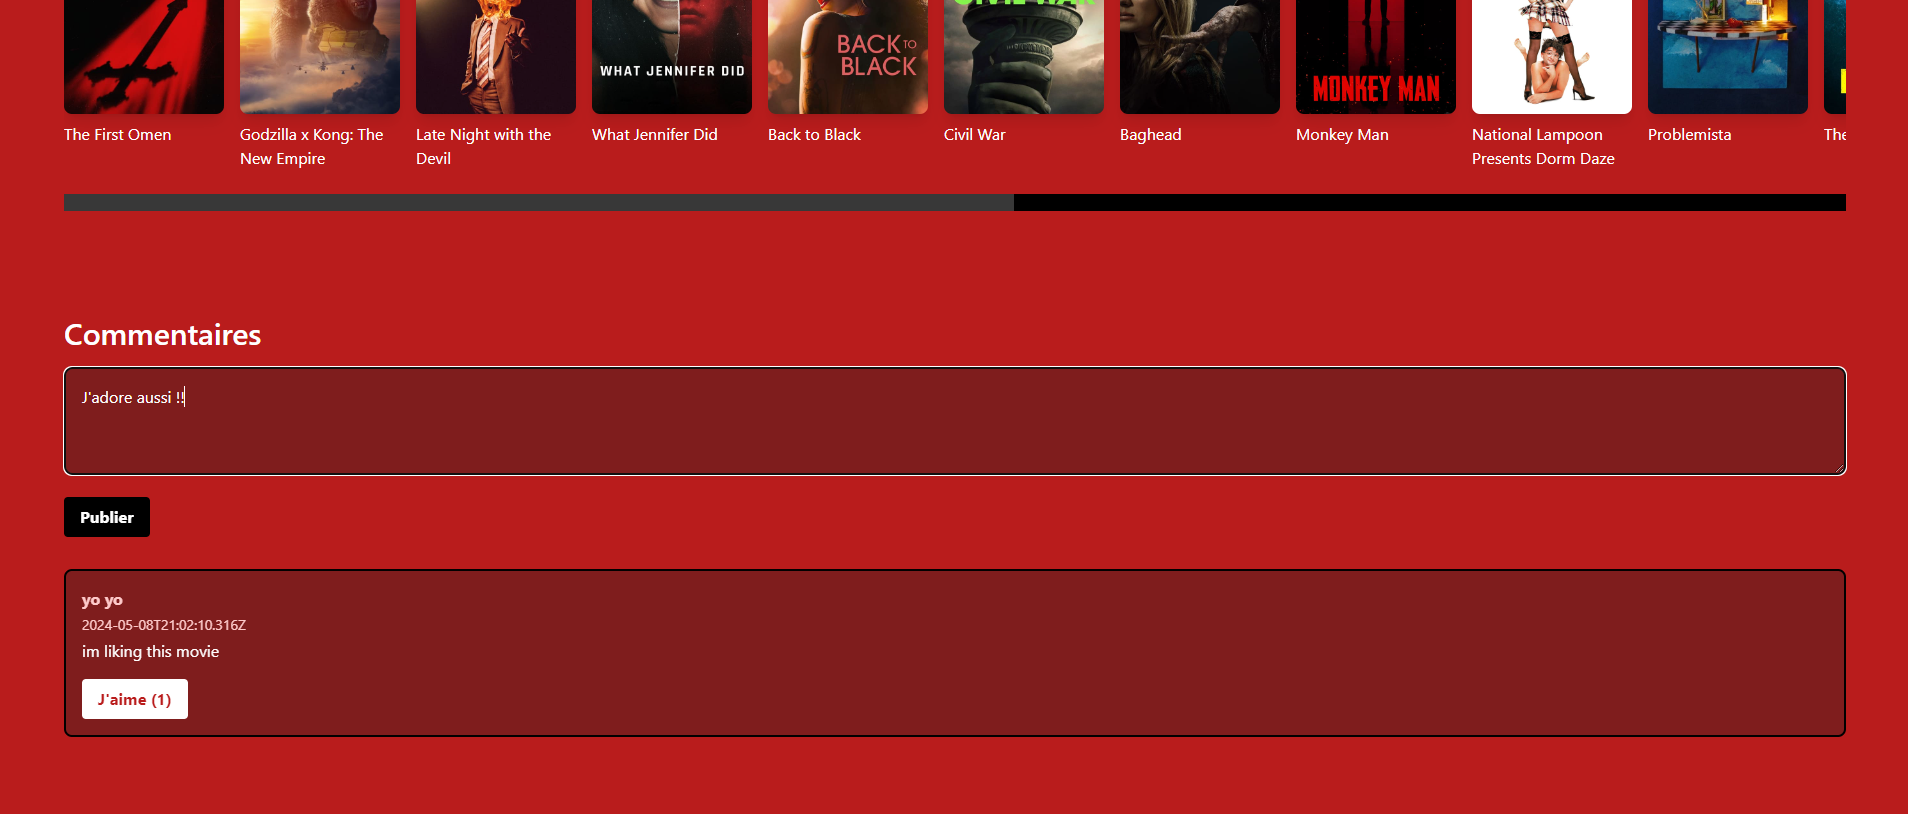 WHAT JENNIFER DID
BACK TO
BLACK
CIVIL WAR
MONKEY MAN
The First Omen
Godzilla x Kong: The
New Empire
Late Night with the
Devil
What Jennifer Did
Back to Black
Civil War
Baghead
Monkey Man
National Lampoon
Presents Dorm Daze
Problemista
The
Commentaires
J'adore aussi !!
Publier
yo yo
2024-05-08T21:02:10.316Z
im liking this movie
J'aime (1)